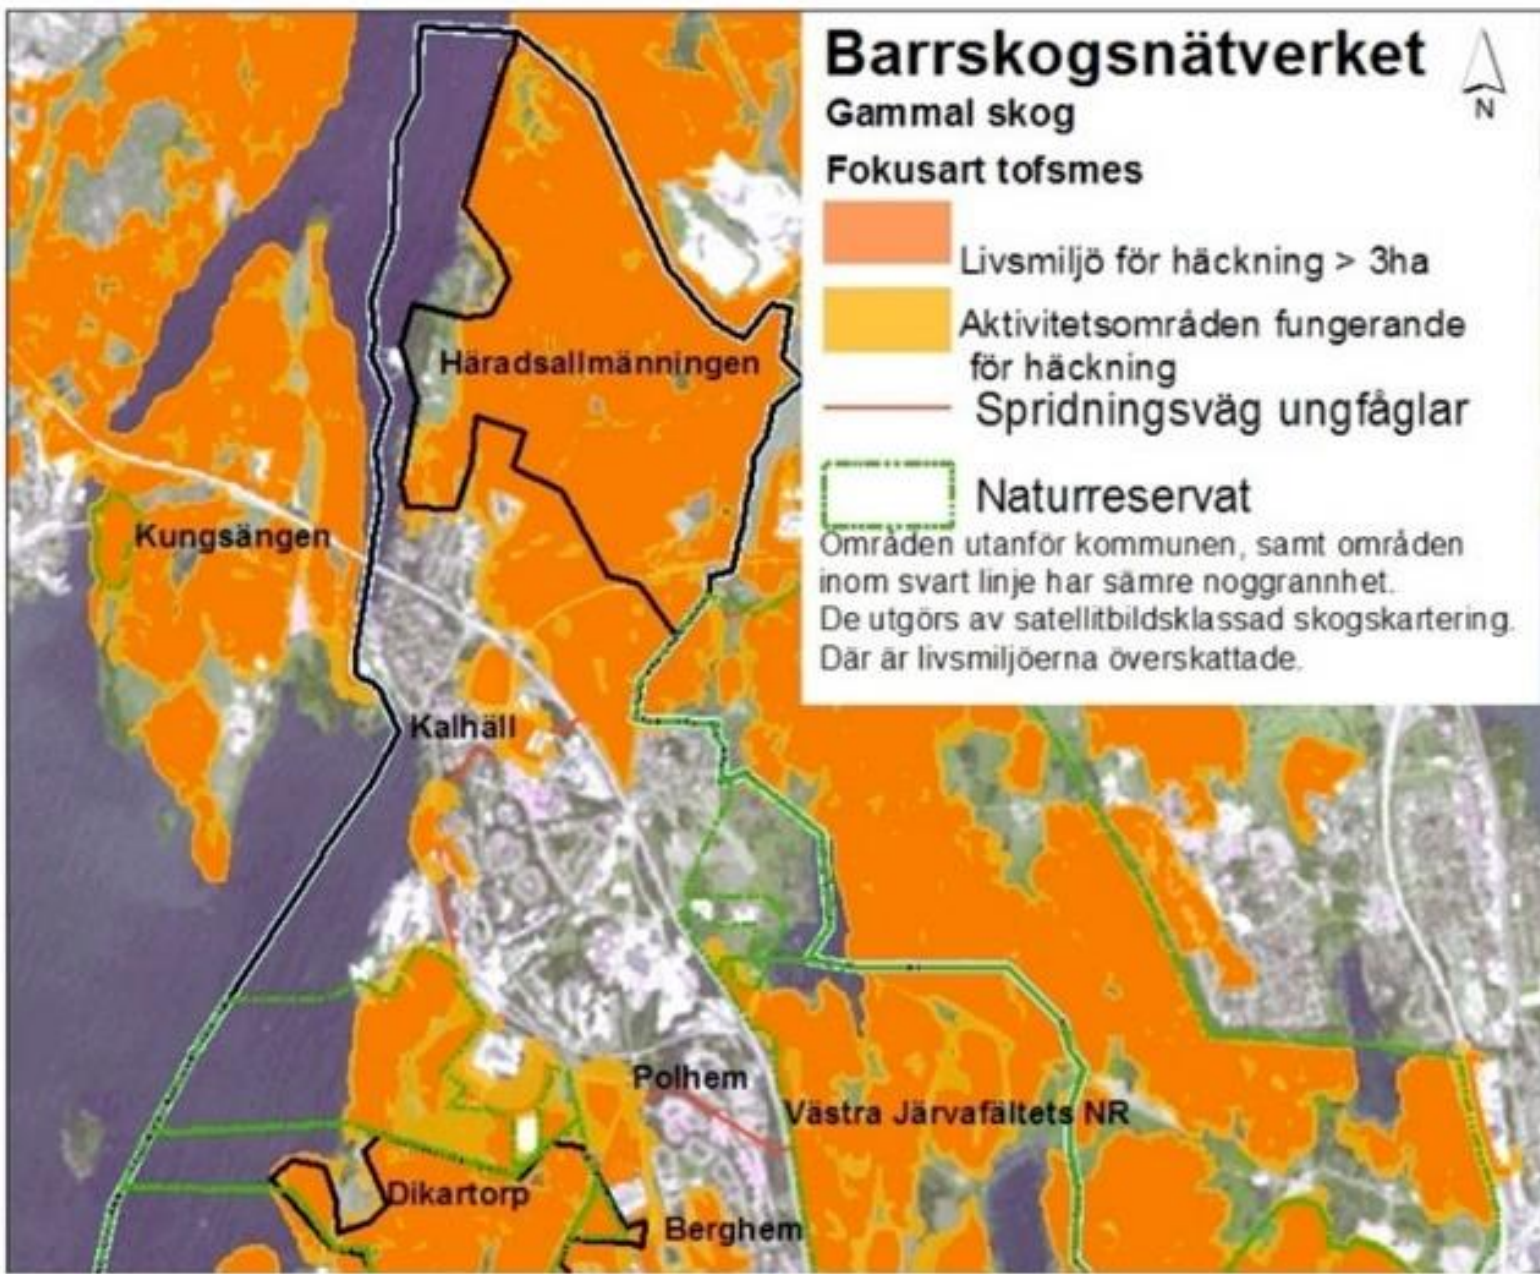 Barrskogsnätverket
N
Gammal skog
Fokusart tofsmes
Livsmiljö för häckning > 3ha
Aktivitetsområden fungerande
för häckning
Spridningsväg ungfåglar
Naturreservat
Områden utanför kommunen, samt områden
inom svart linje har sämre noggrannhet.
De utgörs av satellitbildsklassad skogskartering.
Där är livsmiljöerna överskattade.
Häradsallmänningen
Kungsängen
Kalhäll
Polhem
Västra Järvafältets NR
Dikartorp
Berghem